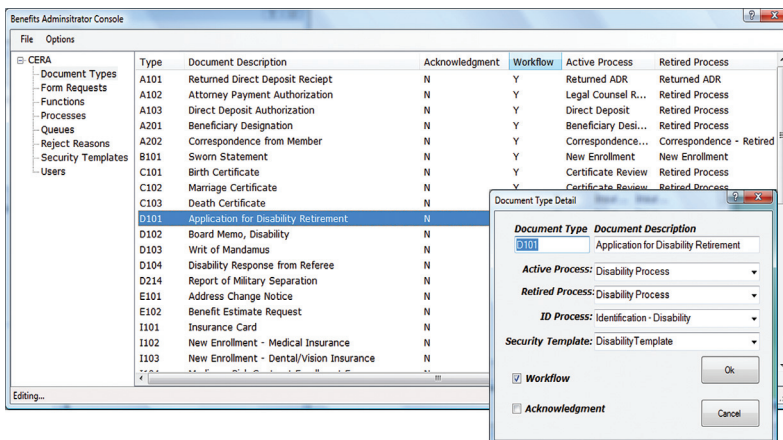 Benefits Adminsitrator Console
File Options
CERA
Document Types
Form Requests
Functions
Processes
Queues
Reject Reasons
Security Templates
Users
Type Document Description Acknowledgment Workflow Active Process Retired Process
A101 Returned Direct Deposit Reciept N Y Returned ADR Returned ADR
A102 Attorney Payment Authorization N Y Legal Counsel R... Retired Process
A103 Direct Deposit Authorization N Y Direct Deposit Retired Process
A201 Beneficiary Designation N Y Beneficiary Desi... Retired Process
A202 Correspondence from Member N Y Correspondence... Correspondence - Retired
B101 Sworn Statement N Y New Enrollment New Enrollment
C101 Birth Certificate N Y Certificate Review Retired Process
C102 Marriage Certificate N Y Certificate Review Retired Process
C103 Death Certificate N
D101 Application for Disability Retirement N
D102 Board Memo, Disability N
D103 Writ of Mandamus N
D104 Disability Response from Referee N
D214 Report of Military Separation N
E101 Address Change Notice N
E102 Benefit Estimate Request N
I101 Insurance Card N
I102 New Enrollment - Medical Insurance N
I103 New Enrollment - Dental/Vision Insurance N
Editing...
Document Type Detail
Document Type Document Description
D101 Application for Disability Retirement
Active Process: Disability Process
Retired Process: Disability Process
ID Process: Identification - Disability
Security Template: DisabilityTemplate
Workflow
Ok
Acknowledgment
Cancel